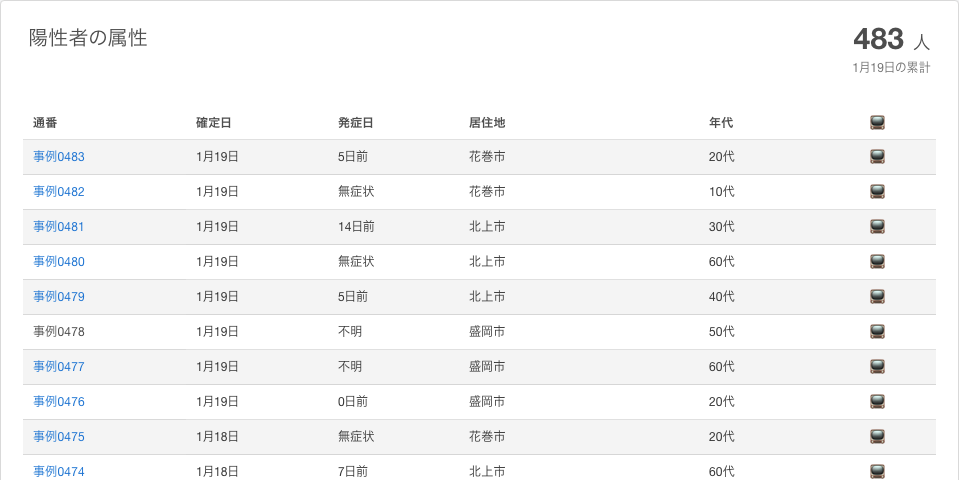 陽性者の属性
483 人
1月19日の累計
通番 確定日 発症日 居住地 年代
事例0483 1月19日 5日前 花巻市 20代
事例0482 1月19日 無症状 花巻市 10代
事例0481 1月19日 14日前 北上市 30代
事例0480 1月19日 無症状 北上市 60代
事例0479 1月19日 5日前 北上市 40代
事例0478 1月19日 不明 盛岡市 50代
事例0477 1月19日 不明 盛岡市 60代
事例0476 1月19日 0日前 盛岡市 20代
事例0475 1月18日 無症状 花巻市 20代
事例0474 1月18日 7日前 北上市 60代